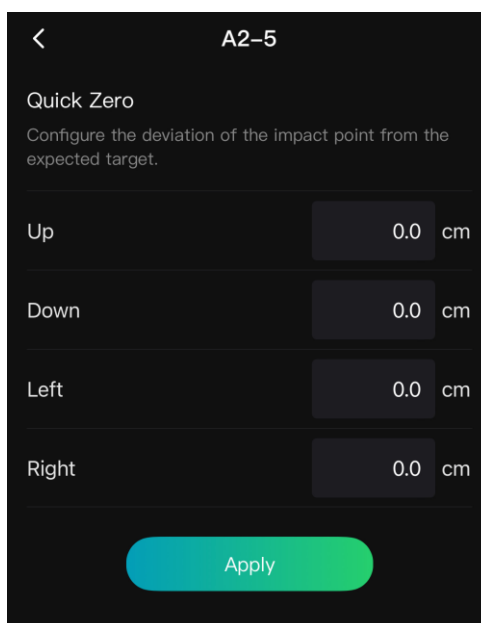 A2-5
Quick Zero
Configure the deviation of the impact point from the
expected target.
Up 0.0 cm
Down 0.0 cm
Left 0.0 cm
Right 0.0 cm
Apply